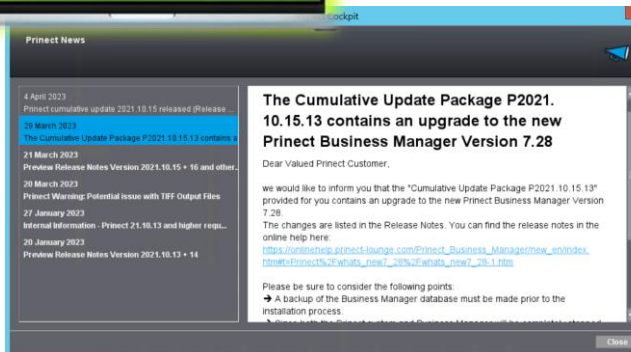 Cockpit
Prinect News
4 April 2023
Prinect cumulative update 2021.10.15 released (Release ...
29 March 2023
The Cumulative Update Package P2021.10.15.13 contains a
21 March 2023
Preview Release Notes Version 2021.10.15 + 16 and other..
20 March 2023
Prinect Warning: Potential issue with TIFF Output Files
27 January 2023
Internal Information - Prinect 21.10.13 and higher requ...
20 January 2023
Preview Release Notes Version 2021.10.13 + 14
The Cumulative Update Package P2021.
10.15.13 contains an upgrade to the new
Prinect Business Manager Version 7.28
Dear Valued Prinect Customer,
we would like to inform you that the "Cumulative Update Package P2021.10.15.13"
provided for you contains an upgrade to the new Prinect Business Manager Version
7.28.
The changes are listed in the Release Notes. You can find the release notes in the
online help here:
https://onlinehelp.prinect-lounge.com/Prinect_Business_Manager/new_en/index.
htm#t=Prinect%2Fwhats_new7_28%2Fwhats_new7_28-1.htm
Please be sure to consider the following points:
➔ A backup of the Business Manager database must be made prior to the
installation process.
Close